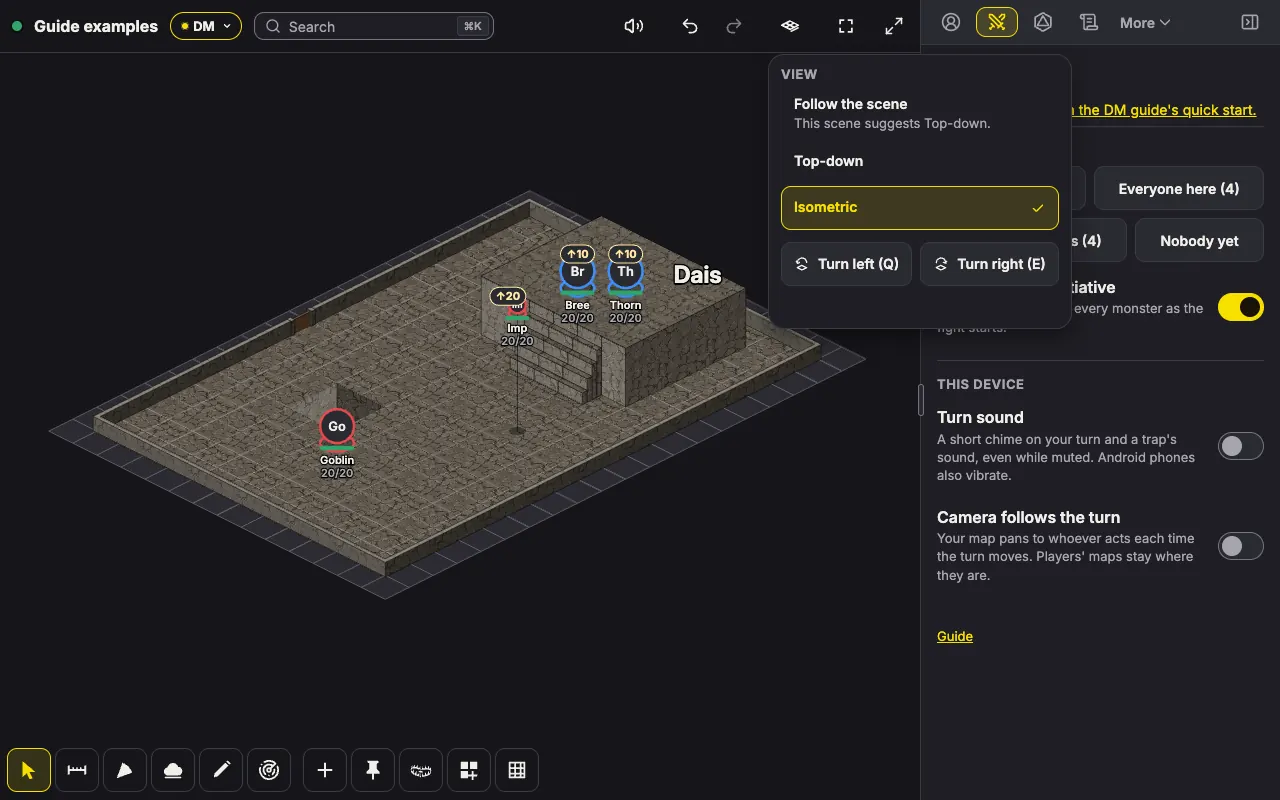 Guide examples
DM
Search
⌘K
More
VIEW
Follow the scene
This scene suggests Top-down.
Top-down
Isometric
Turn left (Q)
Turn right (E)
the DM guide's quick start.
Everyone here (4)
(4)
Nobody yet
every monster as the
THIS DEVICE
Turn sound
A short chime on your turn and a trap's
sound, even while muted. Android phones
also vibrate.
Camera follows the turn
Your map pans to whoever acts each time
the turn moves. Players' maps stay where
they are.
Guide
↑10
↑10
Br
Th
Dais
Bree
Thorn
20/20
20/20
↑20
Imp
20/20
Go
Goblin
20/20